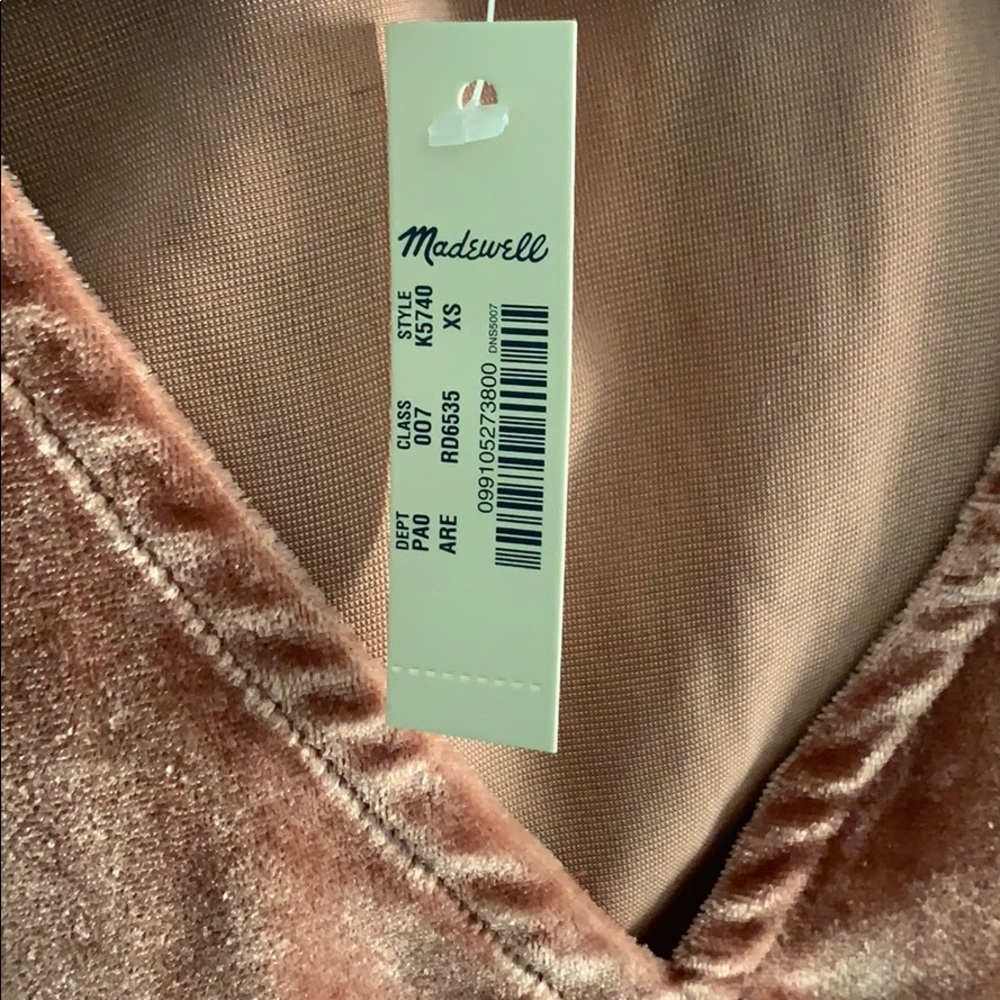 Madewell
DEPT CLASS STYLE
PA0 007 K5740
ARE RD6535 XS
099105273800 DNS5007